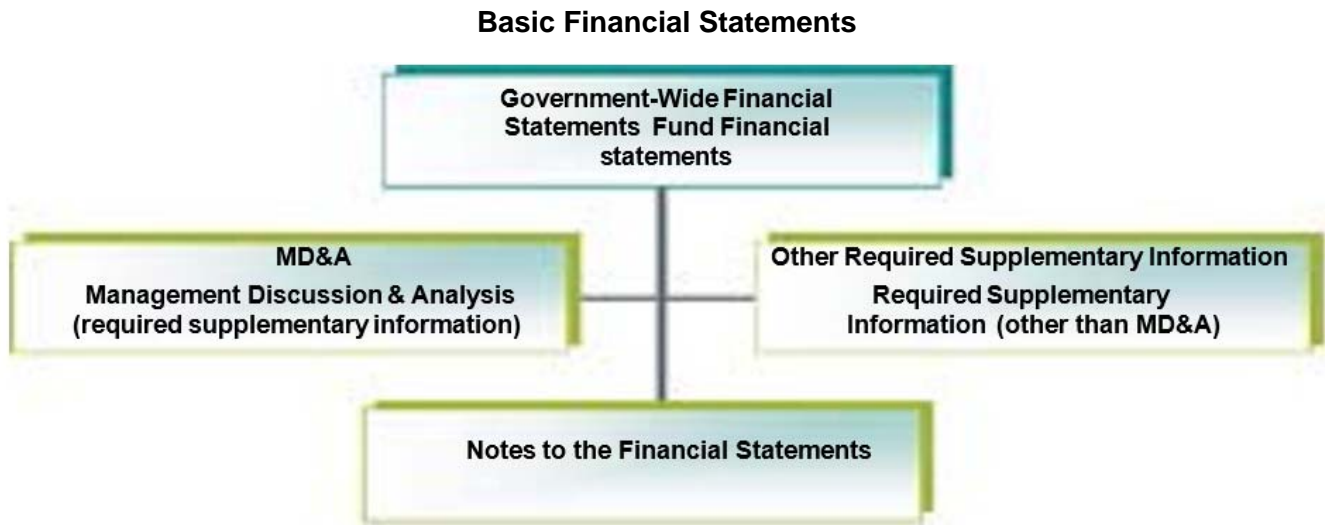 Basic Financial Statements
Government-Wide Financial
Statements Fund Financial
statements
MD&A
Management Discussion & Analysis
(required supplementary information)
Other Required Supplementary Information
Required Supplementary
Information (other than MD&A)
Notes to the Financial Statements